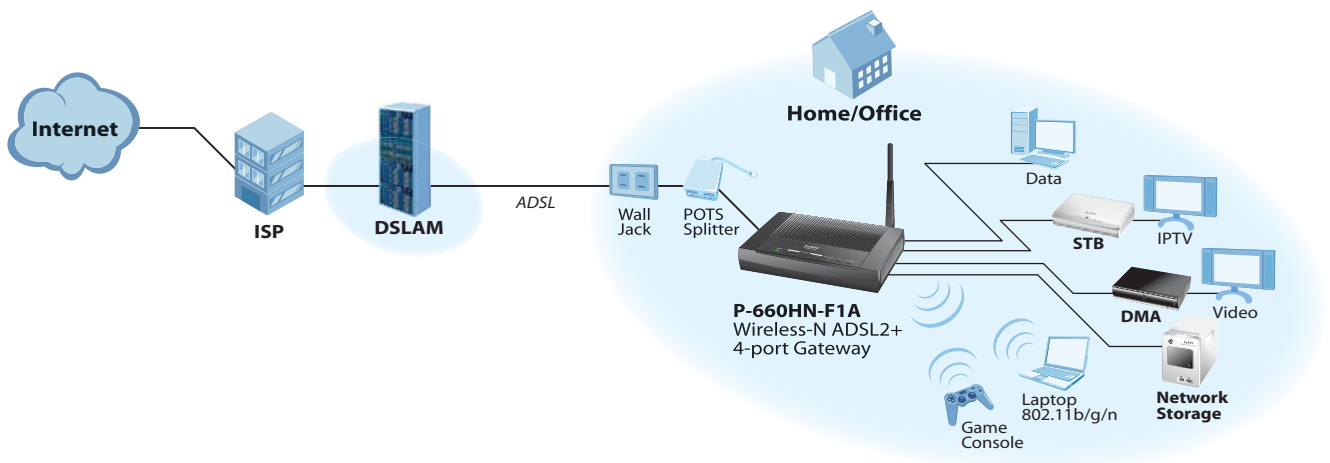 Home/Office
Internet
ISP
DSLAM
ADSL
Wall
Jack
POTS
Splitter
Data
STB
IPTV
DMA
Video
P-660HN-F1A
Wireless-N ADSL2+
4-port Gateway
Game
Console
Laptop
802.11b/g/n
Network
Storage